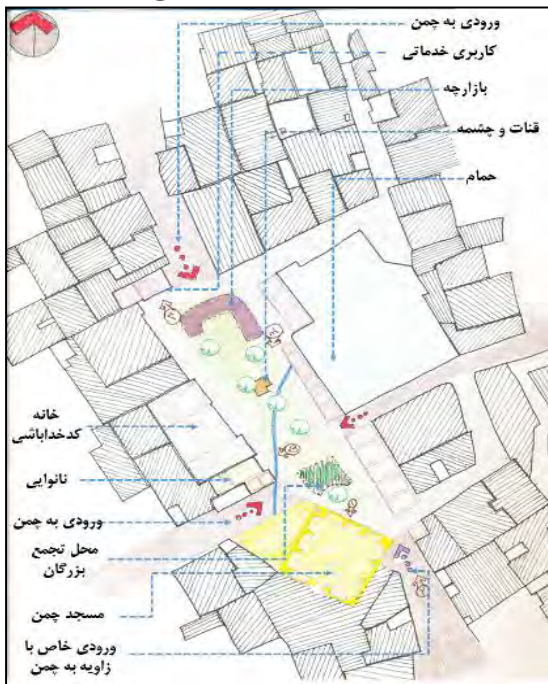 ورودی به چمن
کاربری خدماتی
بازارچه
قنات و چشمه
حمام
خانه
کدخداباشی
نانوایی
ورودی به چمن
محل تجمع
بزرگان
مسجد چمن
ورودی خاص با
زاویه به چمن